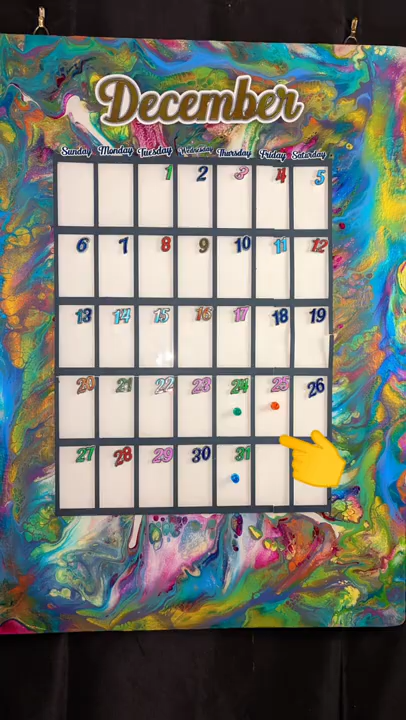 December
Sunday Monday Tuesday Wednesday Thursday Friday Saturday
1 2 3 4 5
6 7 8 9 10 11 12
13 14 15 16 17 18 19
20 21 22 23 24 25 26
27 28 29 30 31